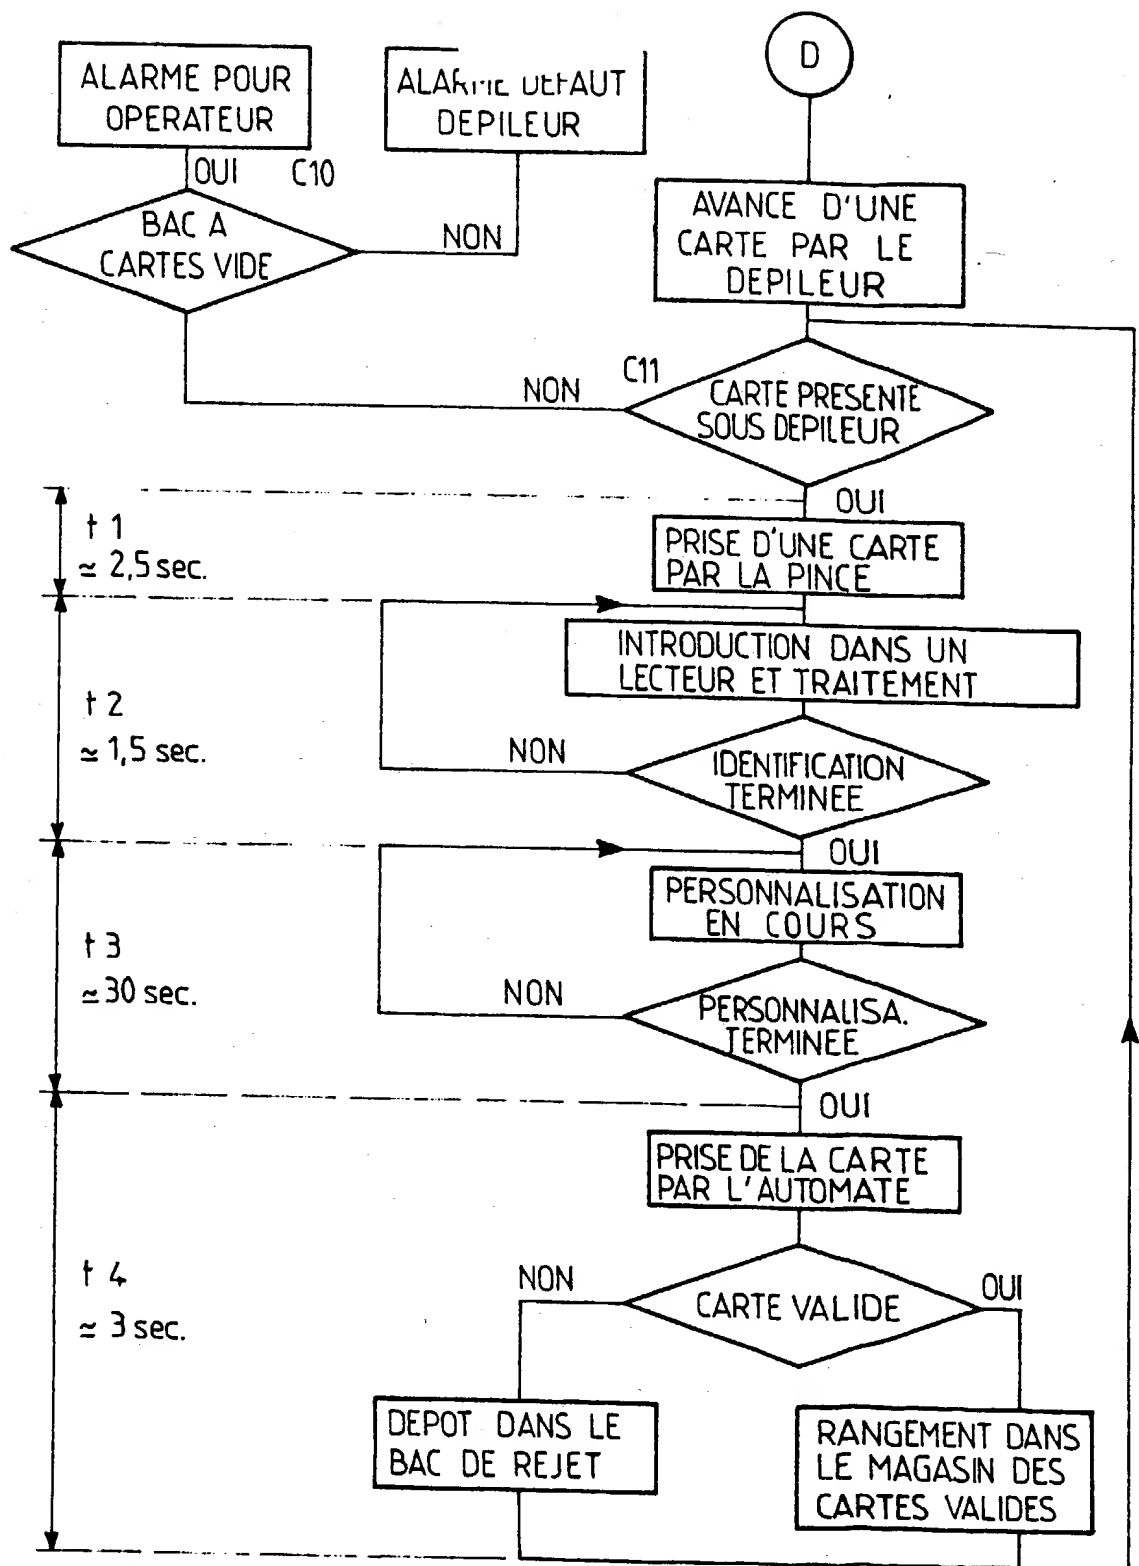 ALARME POUR
OPERATEUR
ALARME DEFAUT
DEPILEUR
D
OUI
C10
BAC A
CARTES VIDE
NON
AVANCE D'UNE
CARTE PAR LE
DEPILEUR
C11
NON
CARTE PRESENTE
SOUS DEPILEUR
OUI
t 1
≃ 2,5 sec.
PRISE D'UNE CARTE
PAR LA PINCE
INTRODUCTION DANS UN
LECTEUR ET TRAITEMENT
t 2
≃ 1,5 sec.
NON
IDENTIFICATION
TERMINEE
OUI
PERSONNALISATION
EN COURS
t 3
≃ 30 sec.
NON
PERSONNALISA.
TERMINEE
OUI
PRISE DE LA CARTE
PAR L'AUTOMATE
t 4
≃ 3 sec.
NON
CARTE VALIDE
OUI
DEPOT DANS LE
BAC DE REJET
RANGEMENT DANS
LE MAGASIN DES
CARTES VALIDES